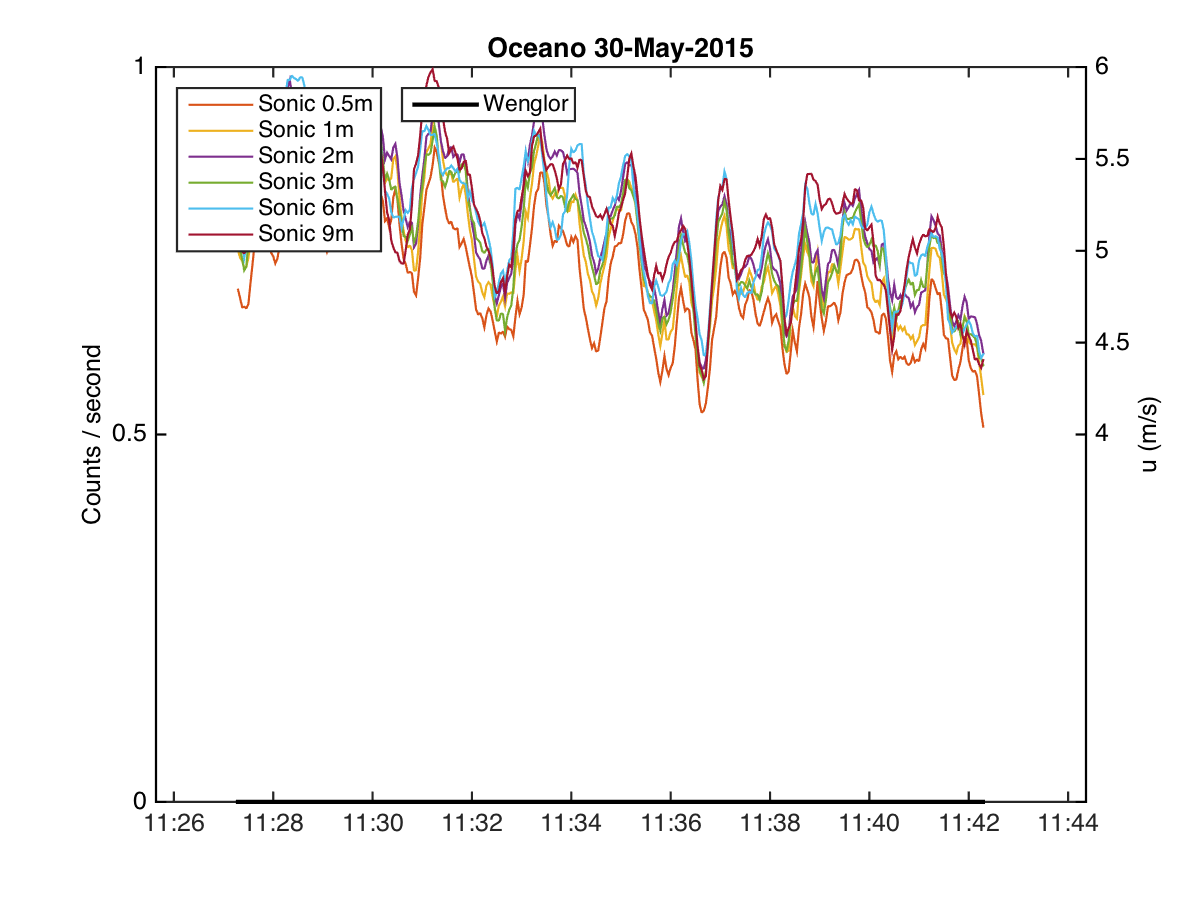 Oceano 30-May-2015
1
0.5
0
Counts / second
Sonic 0.5m
Sonic 1m
Sonic 2m
Sonic 3m
Sonic 6m
Sonic 9m
Wenglor
6
5.5
5
4.5
4
u (m/s)
11:26 11:28 11:30 11:32 11:34 11:36 11:38 11:40 11:42 11:44